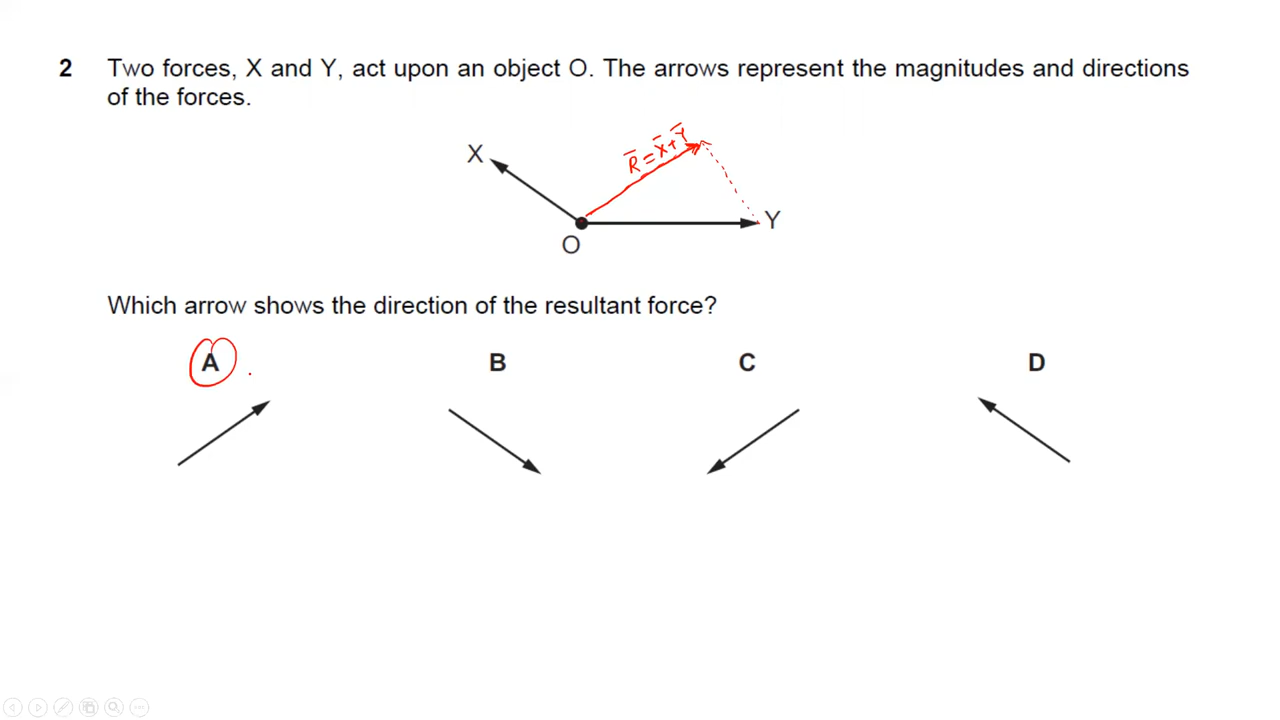 2 Two forces, X and Y, act upon an object O. The arrows represent the magnitudes and directions
of the forces.
R̅ = X̅ + Y̅
X
Y
O
Which arrow shows the direction of the resultant force?
A B C D